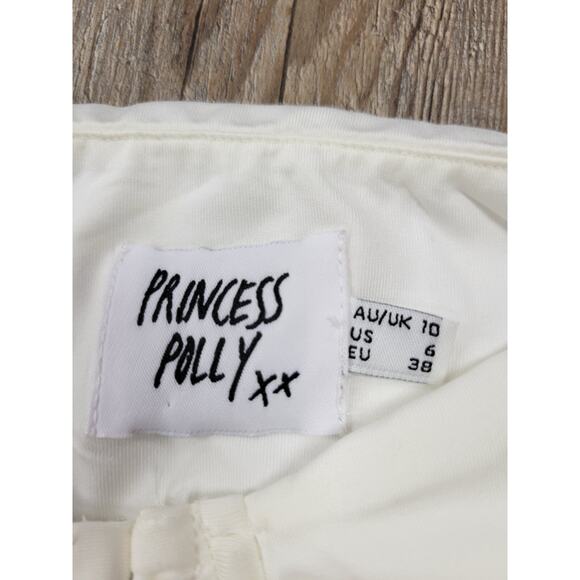 PRINCESS
POLLY xx
AU/UK 10
US 6
EU 38